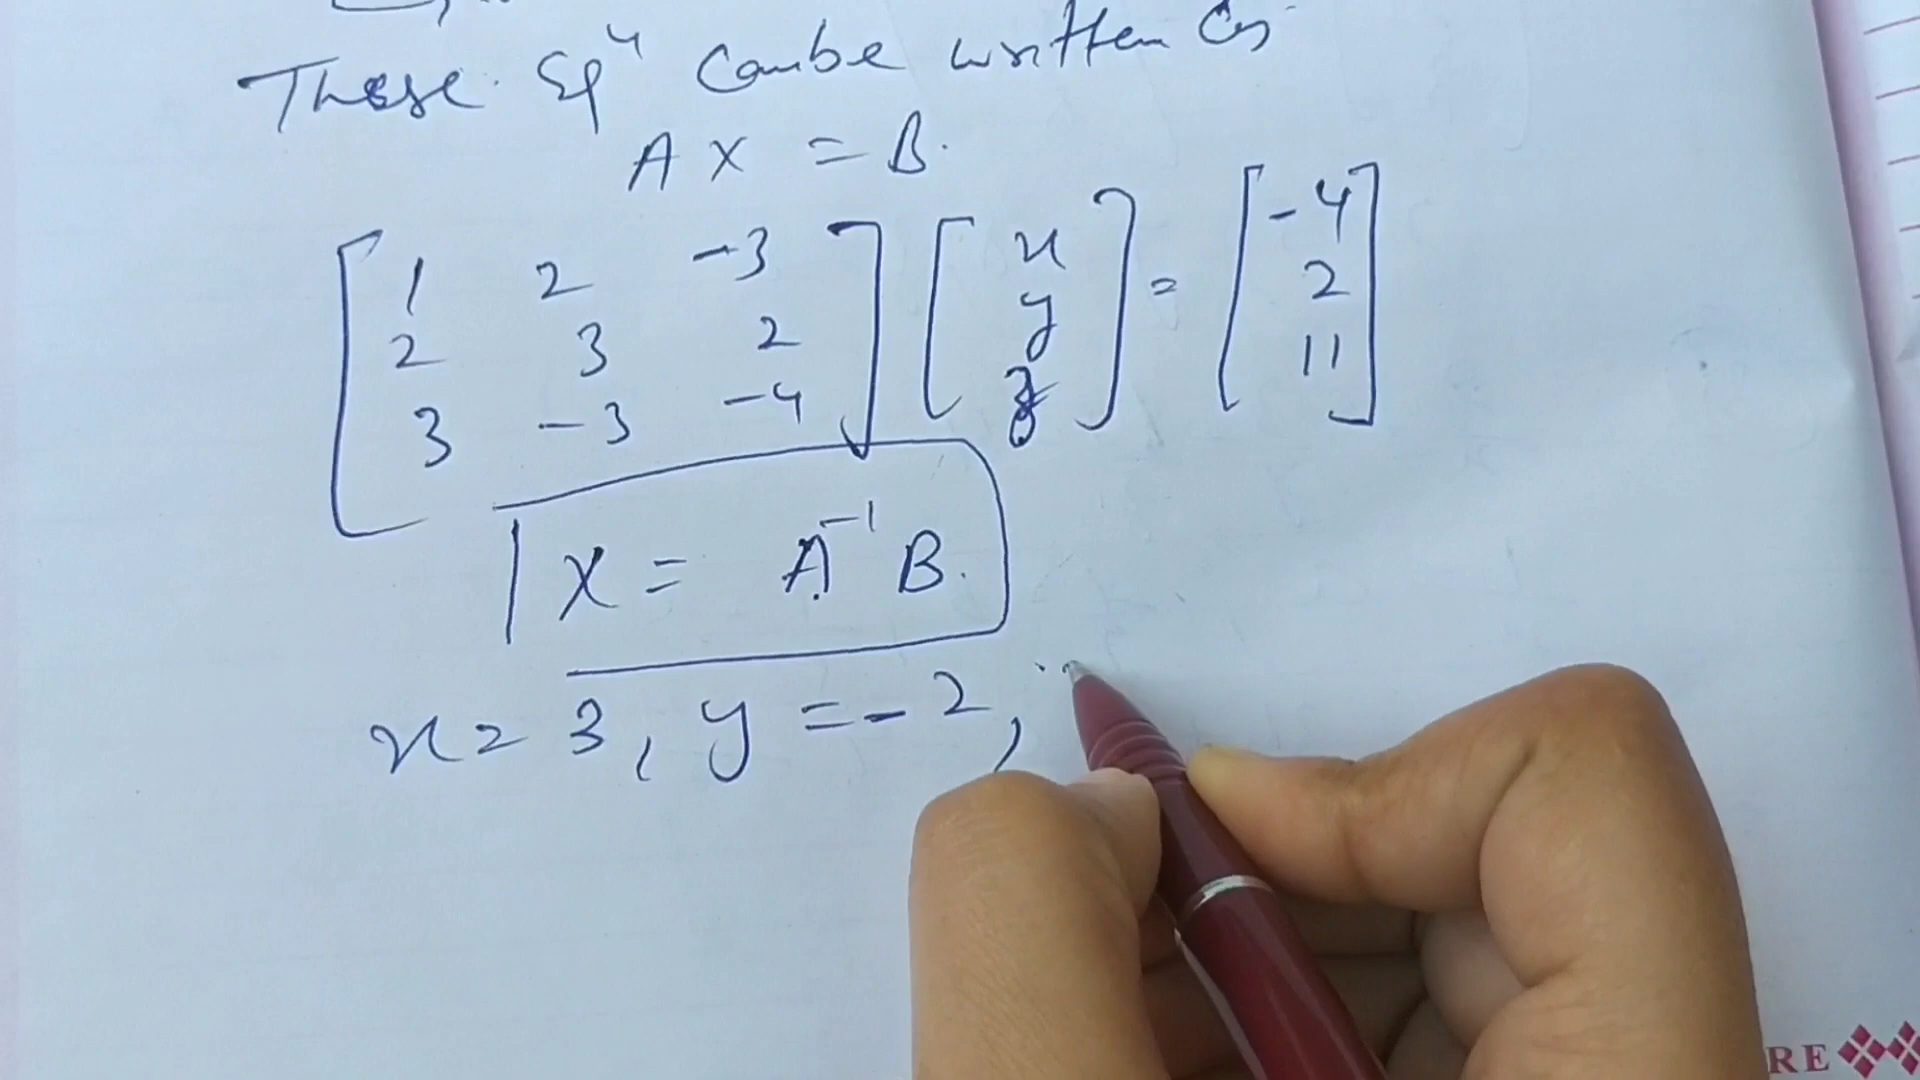 These Eqn can be written as
A X = B.
[ 1 2 -3 ] [ x ] = [ -4 ]
[ 2 3 2 ] [ y ] [ 2 ]
[ 3 -3 -4 ] [ z ] [ 11 ]
X = A⁻¹ B.
x = 3, y = -2,
RE